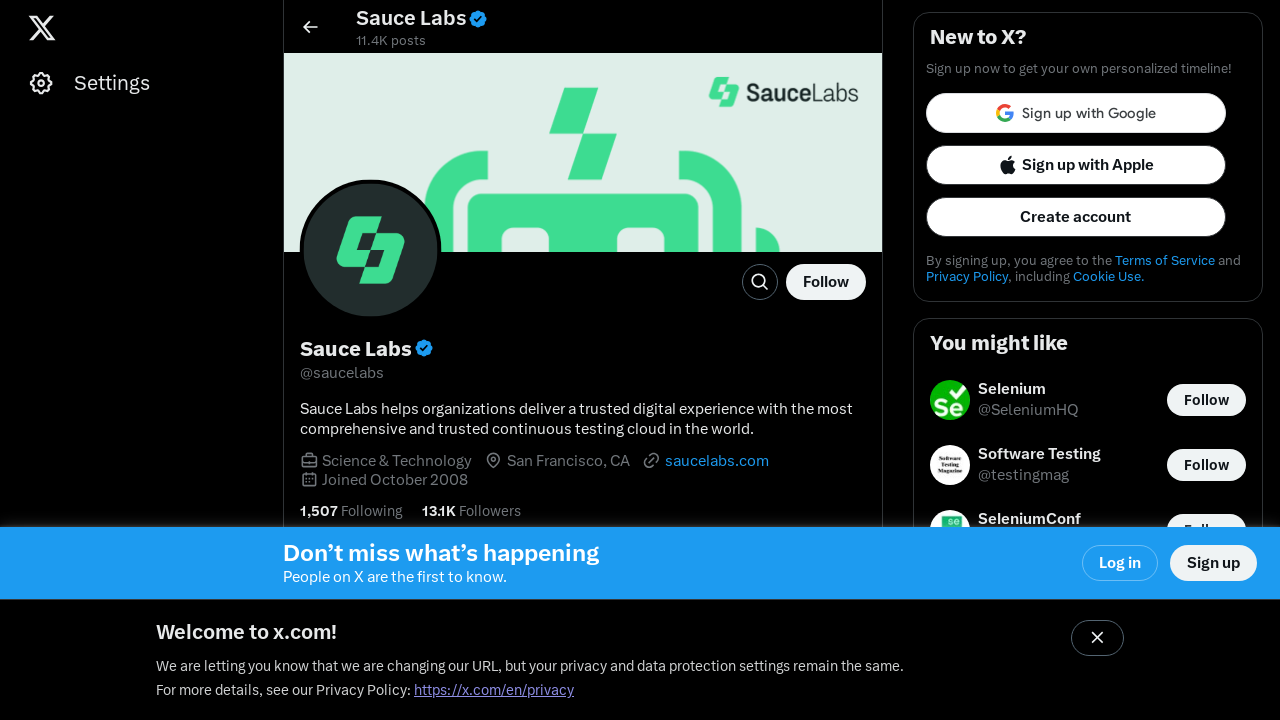 Settings
Sauce Labs
11.4K posts
SauceLabs
Follow
Sauce Labs
@saucelabs
Sauce Labs helps organizations deliver a trusted digital experience with the most
comprehensive and trusted continuous testing cloud in the world.
Science & Technology San Francisco, CA saucelabs.com
Joined October 2008
1,507 Following 13.1K Followers
New to X?
Sign up now to get your own personalized timeline!
Sign up with Google
Sign up with Apple
Create account
By signing up, you agree to the Terms of Service and
Privacy Policy, including Cookie Use.
You might like
Se
Selenium
@SeleniumHQ
Follow
Software
Testing
Magazine
Software Testing
@testingmag
Follow
se
SeleniumConf
Follow
Don’t miss what’s happening
People on X are the first to know.
Log in
Sign up
Welcome to x.com!
We are letting you know that we are changing our URL, but your privacy and data protection settings remain the same.
For more details, see our Privacy Policy: https://x.com/en/privacy